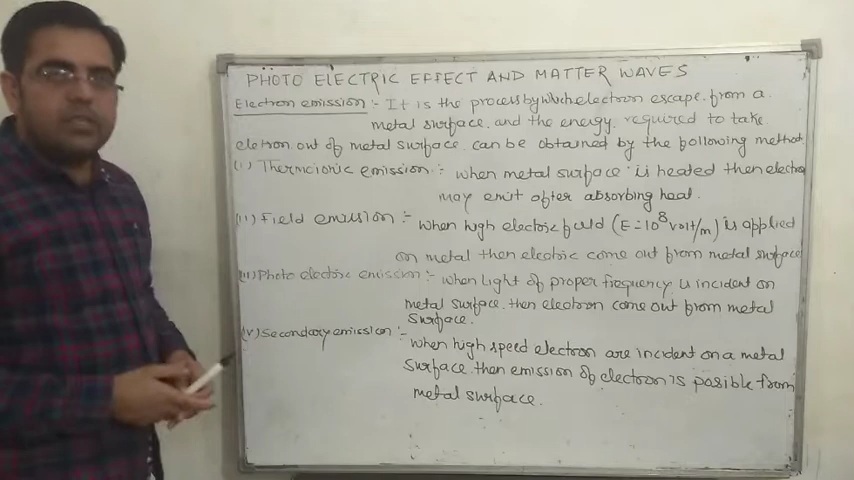 PHOTO ELECTRIC EFFECT AND MATTER WAVES
Electron emission :- It is the process by which electron escape from a
metal surface and the energy required to take
eletron out of metal surface can be obtained by the following method
(i) Thermcionic emission :- when metal surface is heated then electron
may emit after absorbing heat.
(ii) Field emission :- when high electric field (E=10⁸ volt/m) is applied
on metal then electric come out from metal surface
(iii) Photo electric emission :- when light of proper frequency is incident on
metal surface then electron come out from metal
surface.
(v) Secondary emission :-
when high speed electron are incident on a metal
surface then emission of electron is posible from
metal surface.